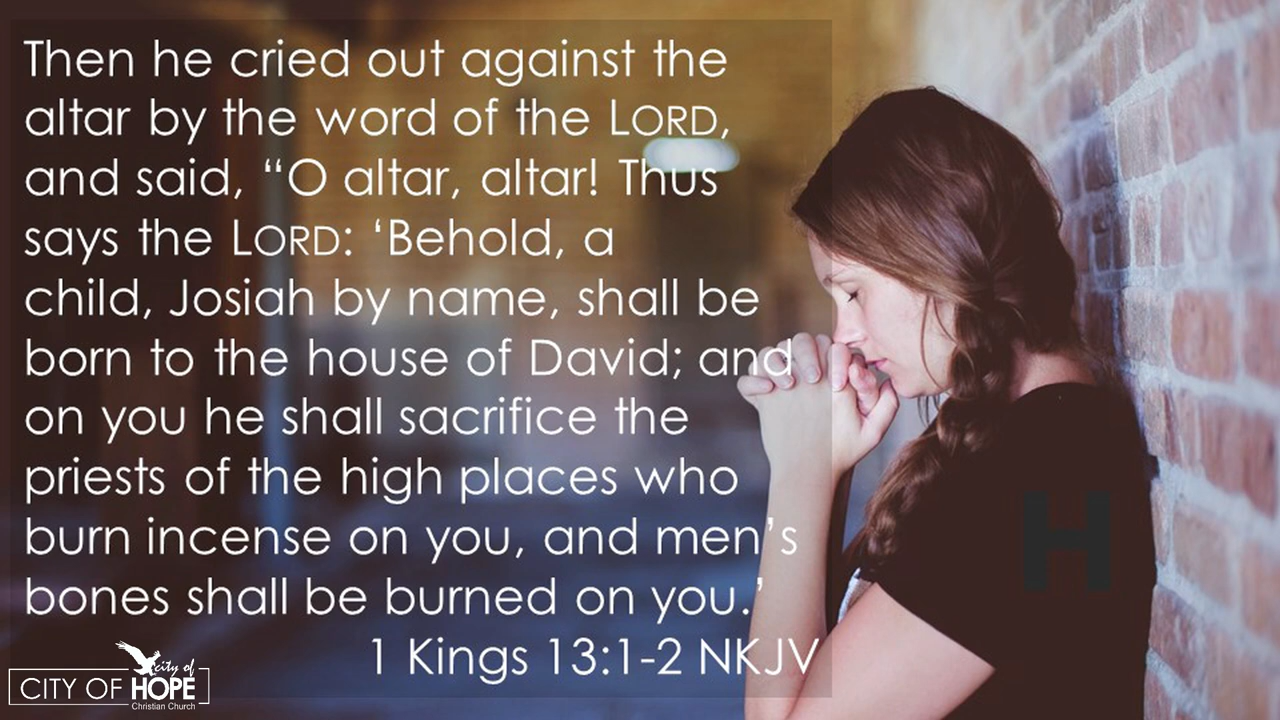 Then he cried out against the
altar by the word of the LORD,
and said, “O altar, altar! Thus
says the LORD: ‘Behold, a
child, Josiah by name, shall be
born to the house of David; and
on you he shall sacrifice the
priests of the high places who
burn incense on you, and men’s
bones shall be burned on you.’
1 Kings 13:1-2 NKJV
city of
CITY OF HOPE
Christian Church
H